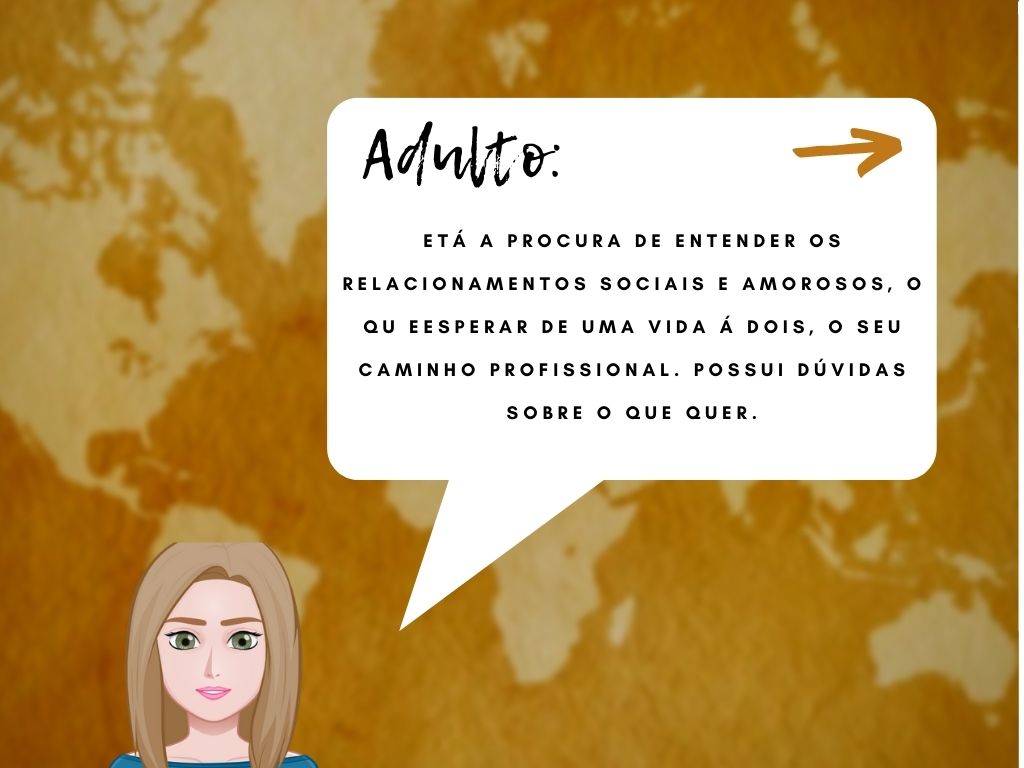 Adulto:
ETÁ A PROCURA DE ENTENDER OS
RELACIONAMENTOS SOCIAIS E AMOROSOS, O
QU EESPERAR DE UMA VIDA Á DOIS, O SEU
CAMINHO PROFISSIONAL. POSSUI DÚVIDAS
SOBRE O QUE QUER.